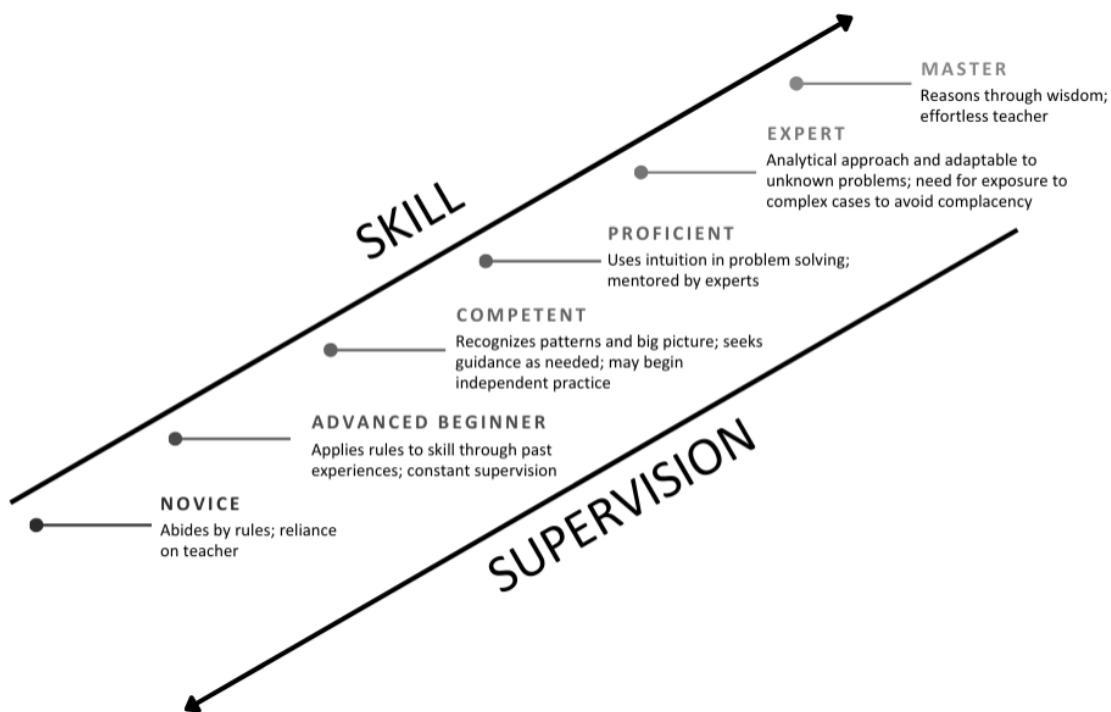 MASTER
Reasons through wisdom;
effortless teacher
EXPERT
Analytical approach and adaptable to
unknown problems; need for exposure to
complex cases to avoid complacency
SKILL
PROFICIENT
Uses intuition in problem solving;
mentored by experts
COMPETENT
Recognizes patterns and big picture; seeks
guidance as needed; may begin
independent practice
ADVANCED BEGINNER
Applies rules to skill through past
experiences; constant supervision
SUPERVISION
NOVICE
Abides by rules; reliance
on teacher